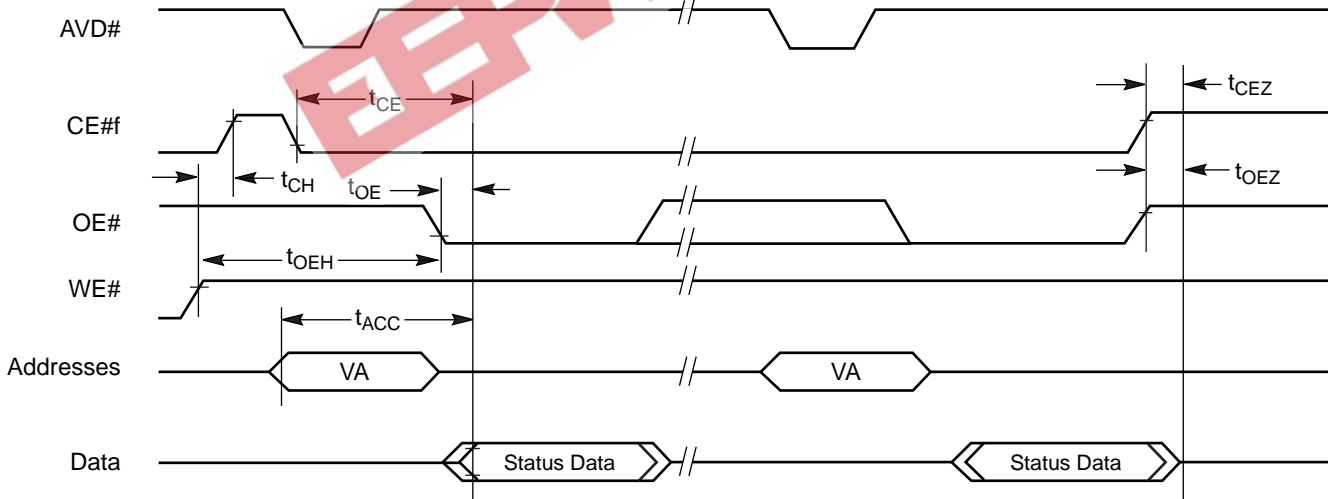 AVD#
tCE
tCEZ
CE#f
tCH
tOE
tOEZ
OE#
tOEH
WE#
tACC
Addresses
VA
VA
Data
Status Data
Status Data